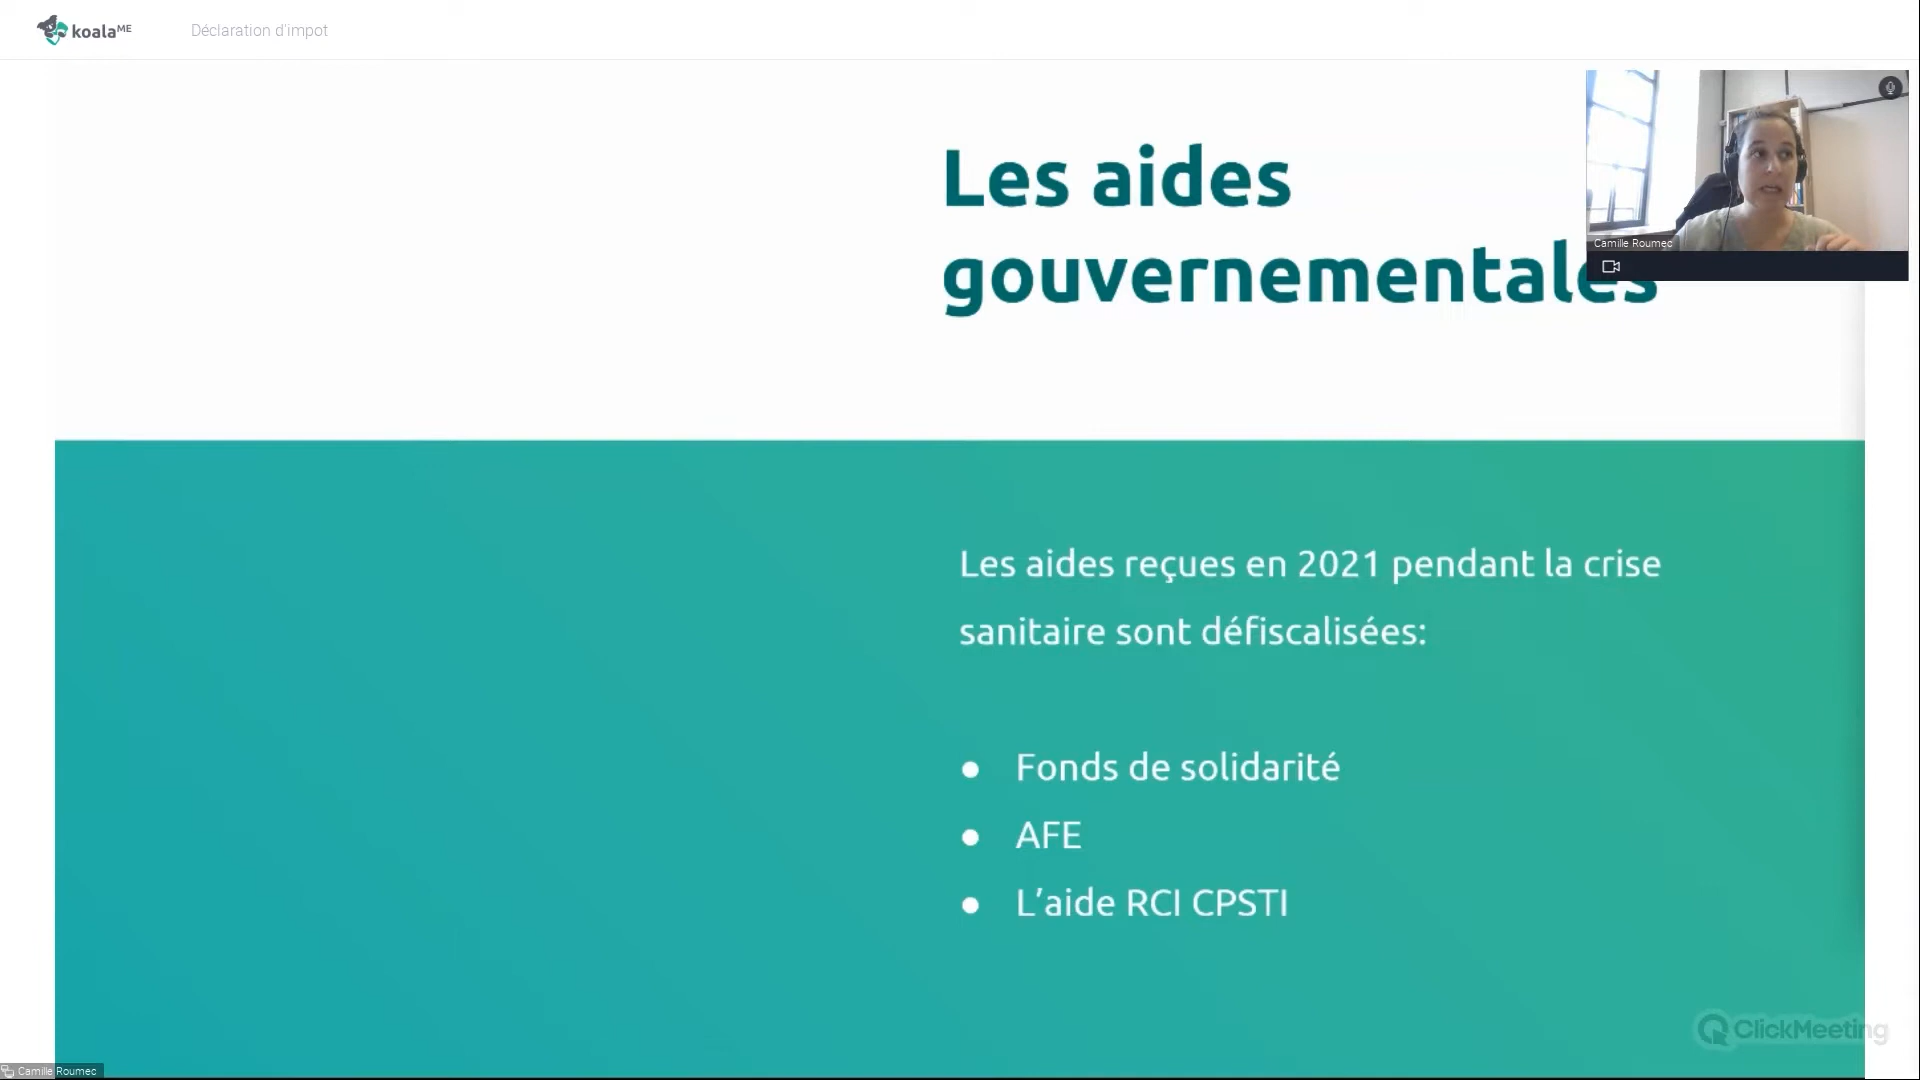 koala ME
Déclaration d'impot
Les aides
gouvernementales
Camille Roumec
Les aides reçues en 2021 pendant la crise
sanitaire sont défiscalisées:
● Fonds de solidarité
● AFE
● L'aide RCI CPSTI
ClickMeeting
Camille Roumec